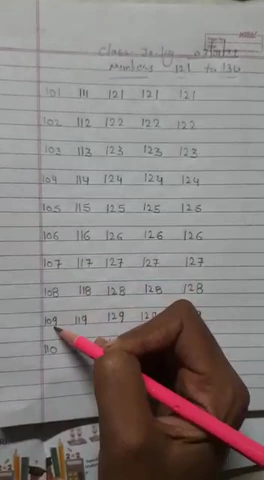 Numbers 121 to 130
101 111 121 121 121
102 112 122 122 122
103 113 123 123 123
104 114 124 124 124
105 115 125 125 125
106 116 126 126 126
107 117 127 127 127
108 118 128 128 128
109 119 129
110